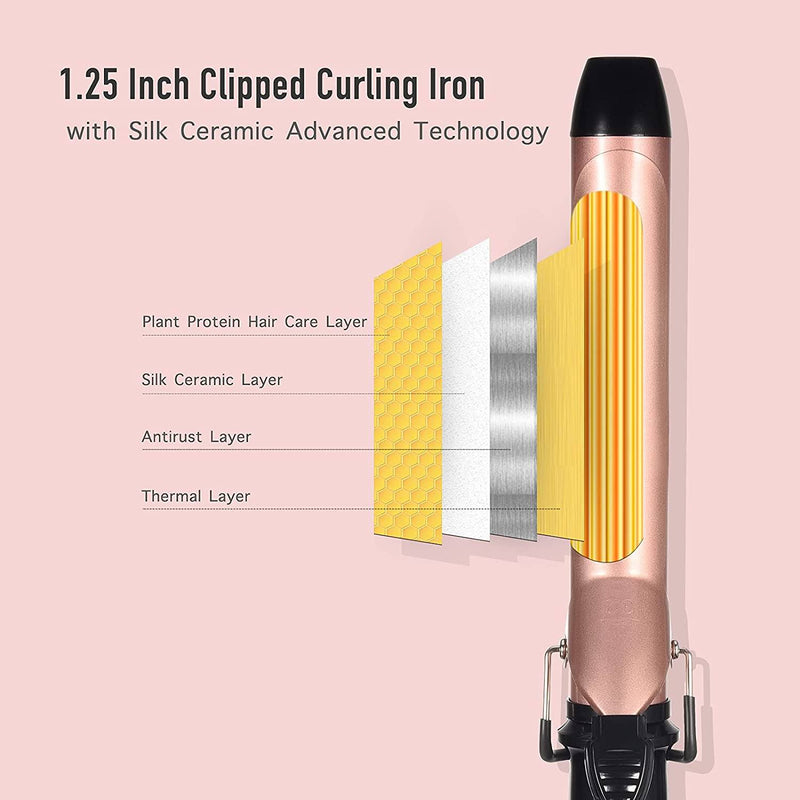 1.25 Inch Clipped Curling Iron
with Silk Ceramic Advanced Technology
Plant Protein Hair Care Layer
Silk Ceramic Layer
Antirust Layer
Thermal Layer